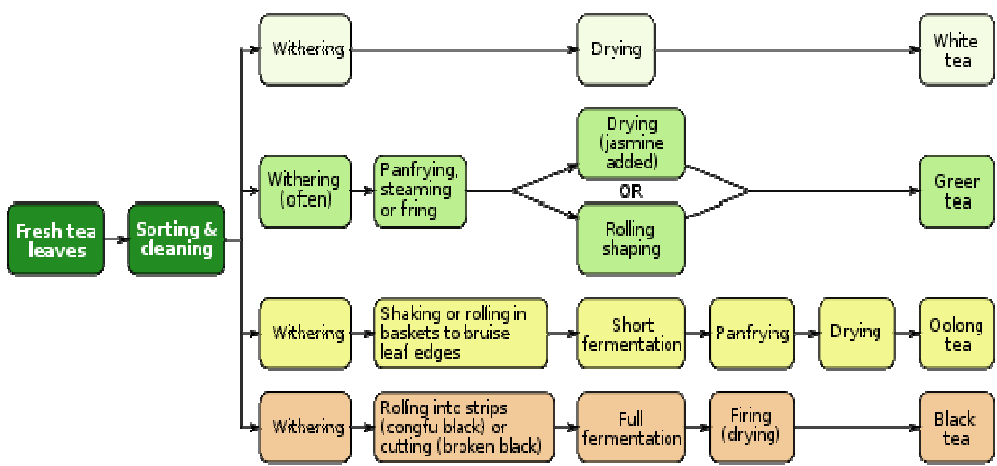 Withering
Drying
White
tea
Drying
(jasmine
added)
Withering
(often)
Panfrying,
steaming
or fring
OR
Green
tea
Fresh tea
leaves
Sorting &
cleaning
Rolling
shaping
Withering
Shaking or rolling in
baskets to bruise
leaf edges
Short
fermentation
Panfrying
Drying
Oolong
tea
Withering
Rolling into strips
(congfu black) or
cutting (broken black)
Full
fermentation
Firing
(drying)
Black
tea